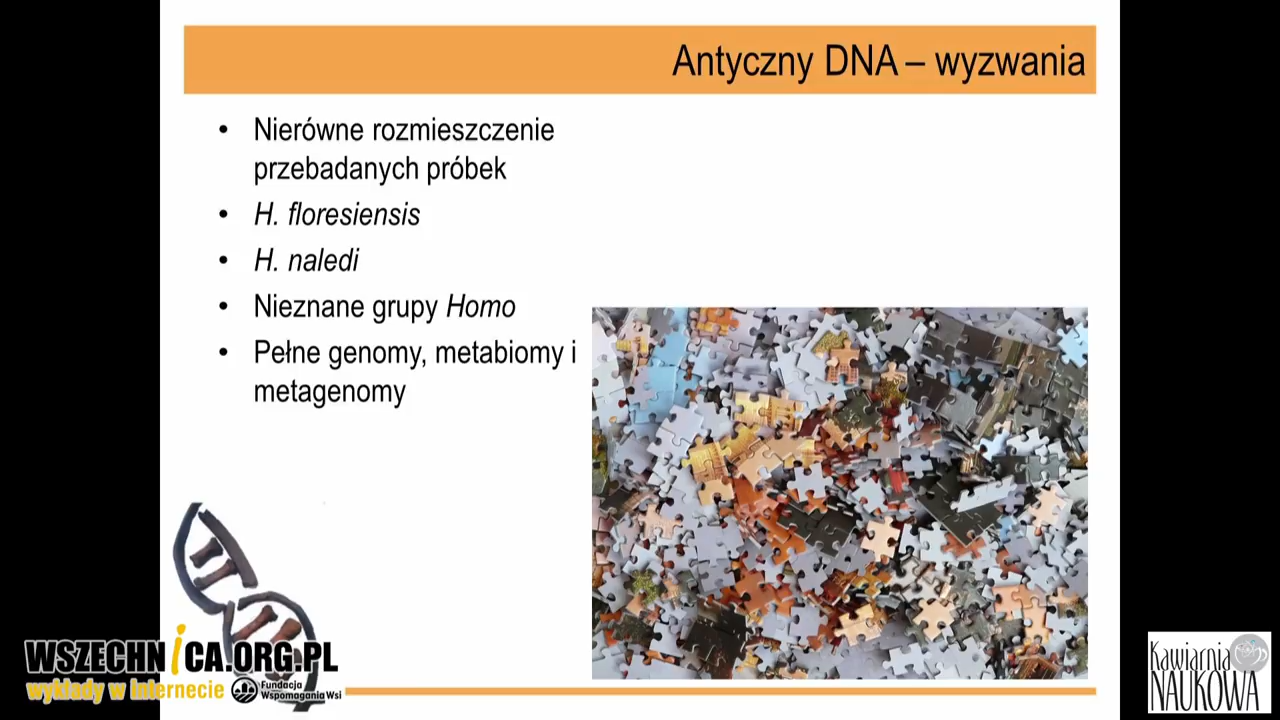 Antyczny DNA – wyzwania
• Nierówne rozmieszczenie
przebadanych próbek
• H. floresiensis
• H. naledi
• Nieznane grupy Homo
• Pełne genomy, metabiomy i
metagenomy
WSZECHNiCA.ORG.PL
wykłady w internecie
Fundacja
Wspomagania Wsi
Kawiarnia
NAUKOWA